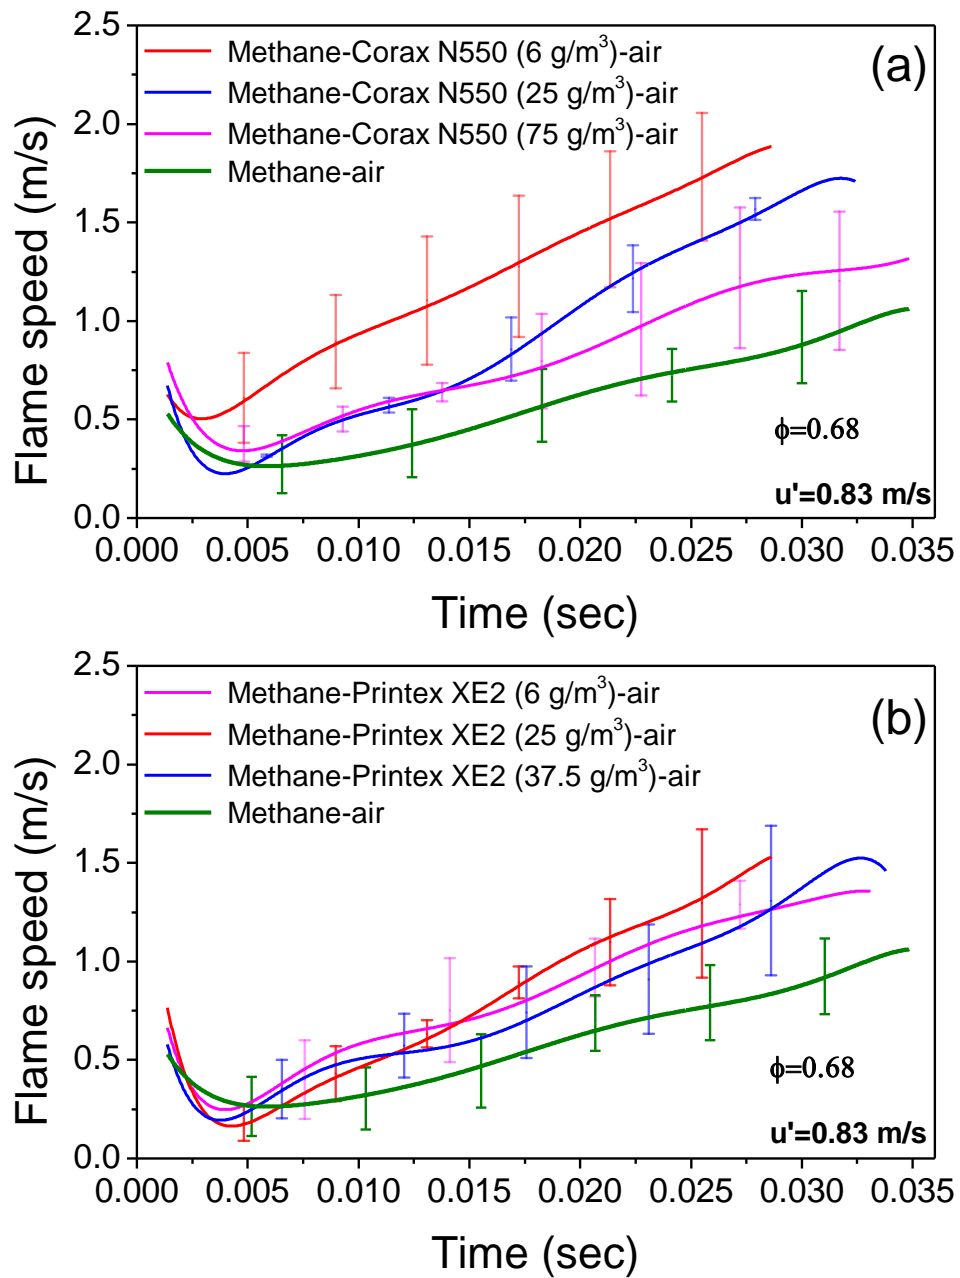 2.5
2.0
1.5
1.0
0.5
0.0
Flame speed (m/s)
Methane-Corax N550 (6 g/m³)-air
Methane-Corax N550 (25 g/m³)-air
Methane-Corax N550 (75 g/m³)-air
Methane-air
(a)
ϕ=0.68
u'=0.83 m/s
0.000 0.005 0.010 0.015 0.020 0.025 0.030 0.035
Time (sec)
2.5
2.0
1.5
1.0
0.5
0.0
Flame speed (m/s)
Methane-Printex XE2 (6 g/m³)-air
Methane-Printex XE2 (25 g/m³)-air
Methane-Printex XE2 (37.5 g/m³)-air
Methane-air
(b)
ϕ=0.68
u'=0.83 m/s
0.000 0.005 0.010 0.015 0.020 0.025 0.030 0.035
Time (sec)